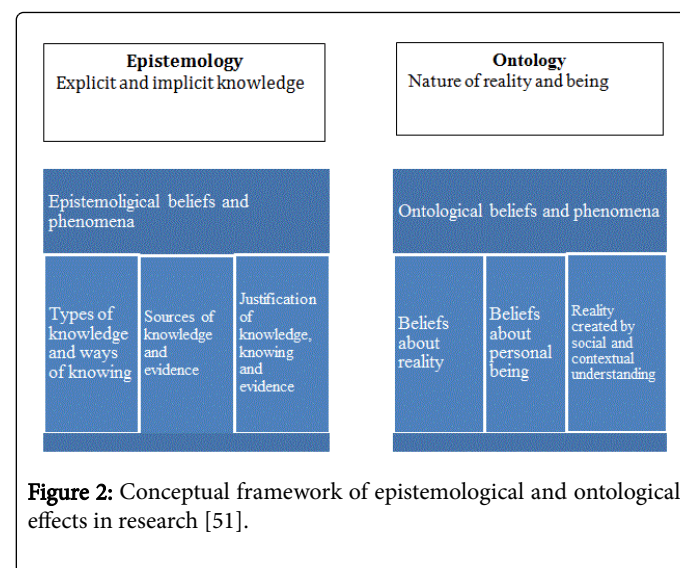 Epistemology
Explicit and implicit knowledge
Ontology
Nature of reality and being
Epistemoligical beliefs and
phenomena
Types of
knowledge
and ways
of knowing
Sources of
knowledge
and
evidence
Justification
of
knowledge,
knowing
and
evidence
Ontological beliefs and phenomena
Beliefs
about
reality
Beliefs
about
personal
being
Reality
created by
social and
contextual
understanding
Figure 2: Conceptual framework of epistemological and ontological
effects in research [51].